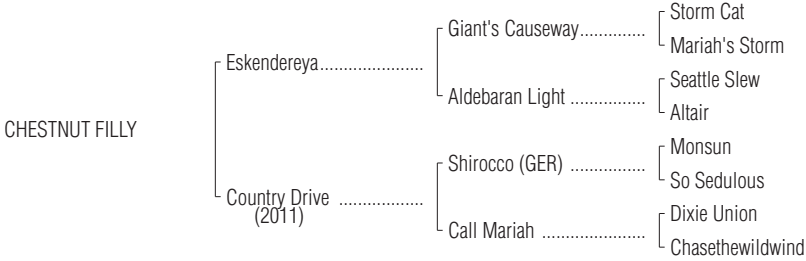 Storm Cat
Giant's Causeway..............
Mariah's Storm
Eskendereya......................
Seattle Slew
Aldebaran Light ................
Altair
CHESTNUT FILLY
Monsun
Shirocco (GER) ................
So Sedulous
Country Drive ..................
(2011)
Dixie Union
Call Mariah ......................
Chasethewildwind